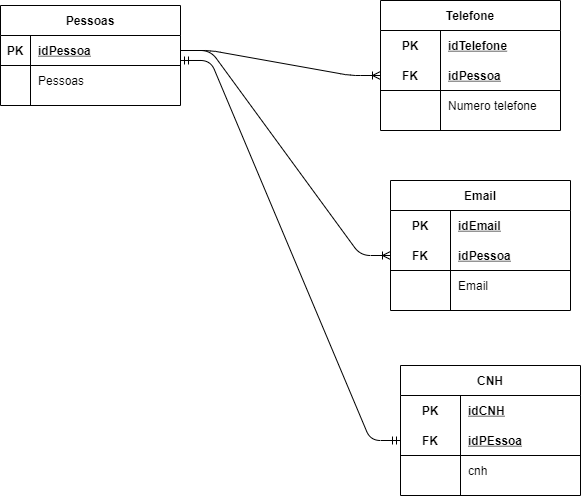 Pessoas
PK idPessoa
Pessoas
Telefone
PK idTelefone
FK idPessoa
Numero telefone
Email
PK idEmail
FK idPessoa
Email
CNH
PK idCNH
FK idPEssoa
cnh